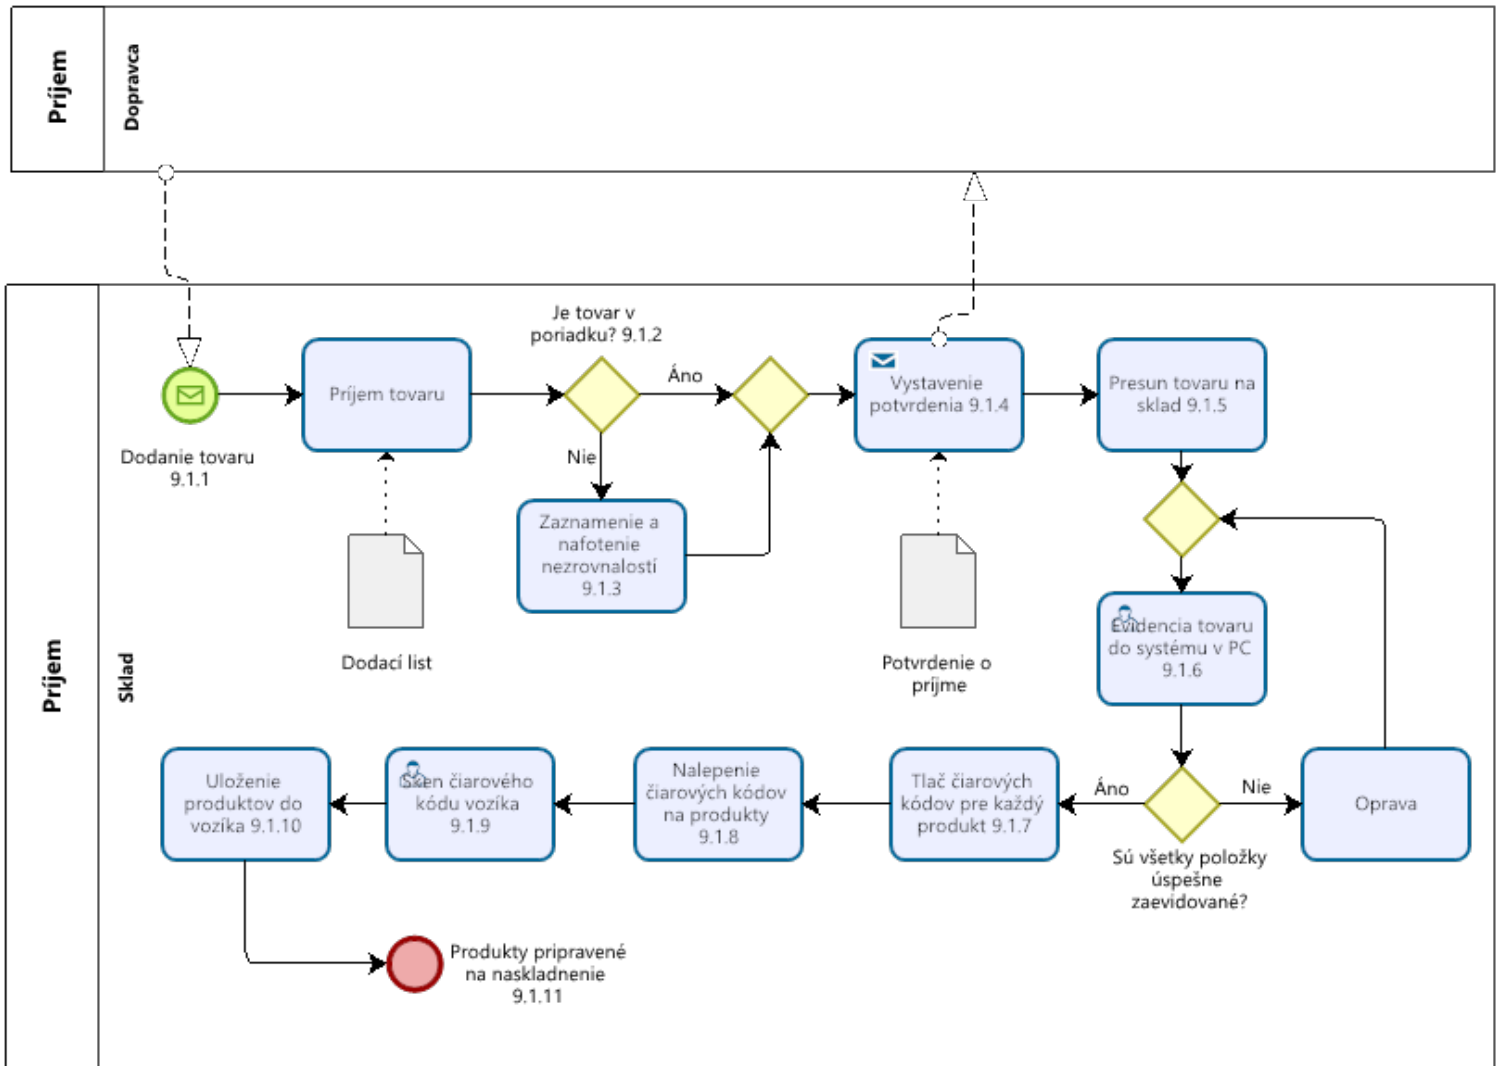 Príjem
Dopravca
Príjem
Sklad
Dodanie tovaru
9.1.1
Príjem tovaru
Dodací list
Je tovar v
poriadku? 9.1.2
Áno
Nie
Zaznamenie a
nafotenie
nezrovnalostí
9.1.3
Vystavenie
potvrdenia 9.1.4
Potvrdenie o
príjme
Presun tovaru na
sklad 9.1.5
Evidencia tovaru
do systému v PC
9.1.6
Sú všetky položky
úspešne
zaevidované?
Nie
Oprava
Áno
Tlač čiarových
kódov pre každý
produkt 9.1.7
Nalepenie
čiarových kódov
na produkty
9.1.8
Sken čiarového
kódu vozíka
9.1.9
Uloženie
produktov do
vozíka 9.1.10
Produkty pripravené
na naskladnenie
9.1.11